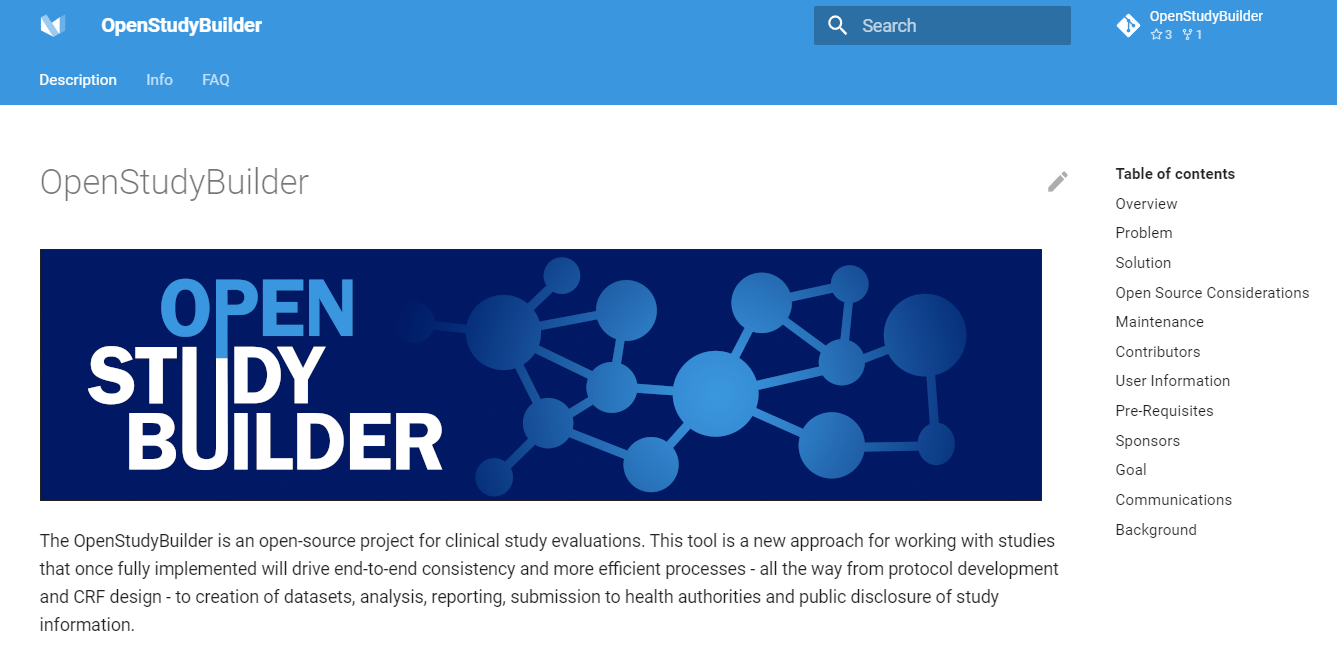 OpenStudyBuilder
Search
OpenStudyBuilder
3 1
Description Info FAQ
OpenStudyBuilder
OPEN
STUDY
BUILDER
The OpenStudyBuilder is an open-source project for clinical study evaluations. This tool is a new approach for working with studies
that once fully implemented will drive end-to-end consistency and more efficient processes - all the way from protocol development
and CRF design - to creation of datasets, analysis, reporting, submission to health authorities and public disclosure of study
information.
Table of contents
Overview
Problem
Solution
Open Source Considerations
Maintenance
Contributors
User Information
Pre-Requisites
Sponsors
Goal
Communications
Background